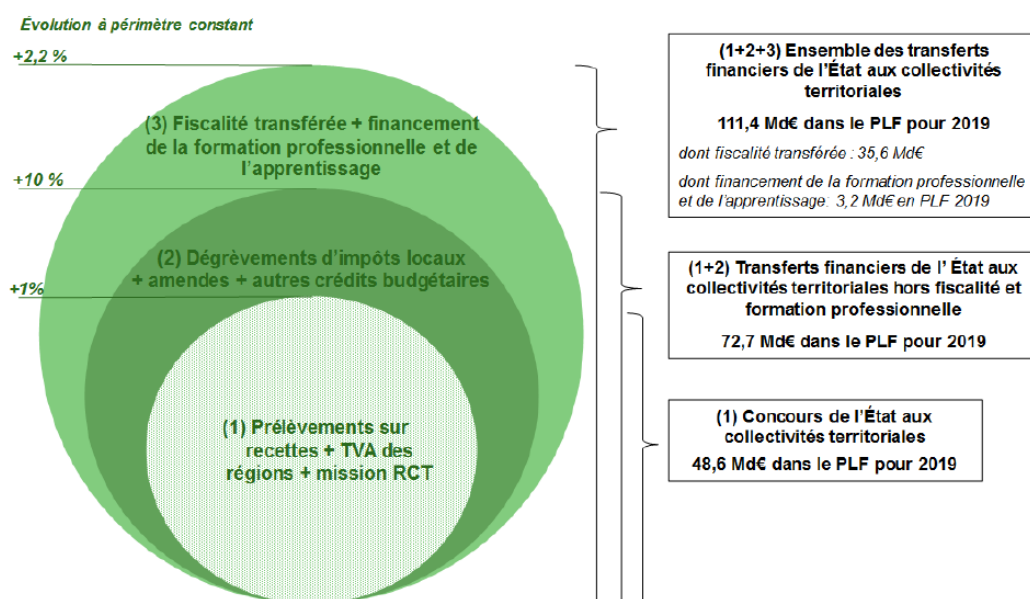 Évolution à périmètre constant
+2,2 %
(3) Fiscalité transférée + financement
de la formation professionnelle et de
l'apprentissage
+10 %
(2) Dégrèvements d'impôts locaux
+ amendes + autres crédits budgétaires
+1%
(1) Prélèvements sur
recettes + TVA des
régions + mission RCT
(1+2+3) Ensemble des transferts
financiers de l'État aux collectivités
territoriales
111,4 Md€ dans le PLF pour 2019
dont fiscalité transférée : 35,6 Md€
dont financement de la formation professionnelle
et de l'apprentissage: 3,2 Md€ en PLF 2019
(1+2) Transferts financiers de l' État aux
collectivités territoriales hors fiscalité et
formation professionnelle
72,7 Md€ dans le PLF pour 2019
(1) Concours de l'État aux
collectivités territoriales
48,6 Md€ dans le PLF pour 2019